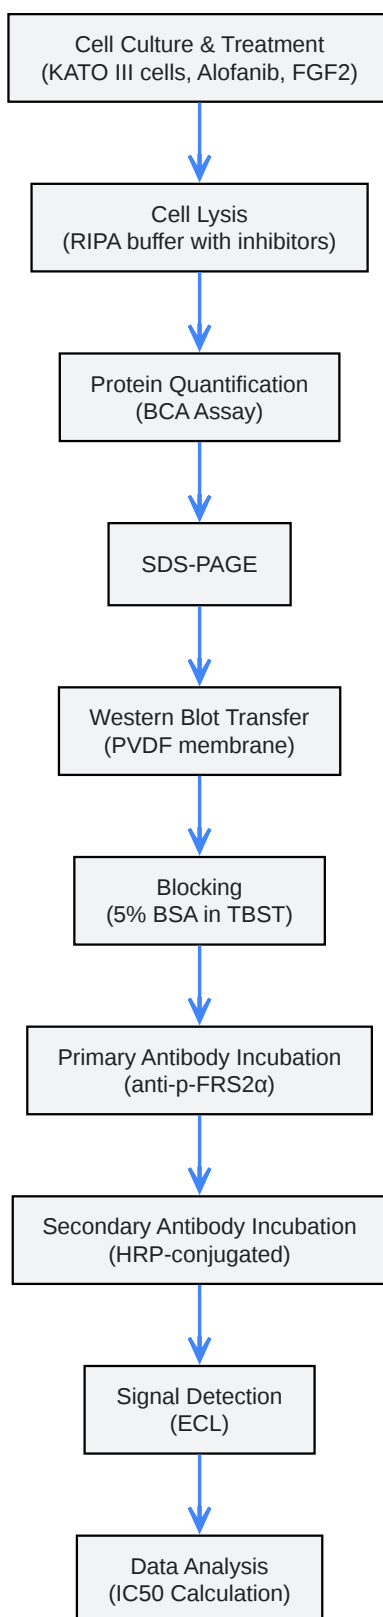 Cell Culture & Treatment
(KATO III cells, Alofanib, FGF2)
Cell Lysis
(RIPA buffer with inhibitors)
Protein Quantification
(BCA Assay)
SDS-PAGE
Western Blot Transfer
(PVDF membrane)
Blocking
(5% BSA in TBST)
Primary Antibody Incubation
(anti-p-FRS2α)
Secondary Antibody Incubation
(HRP-conjugated)
Signal Detection
(ECL)
Data Analysis
(IC50 Calculation)